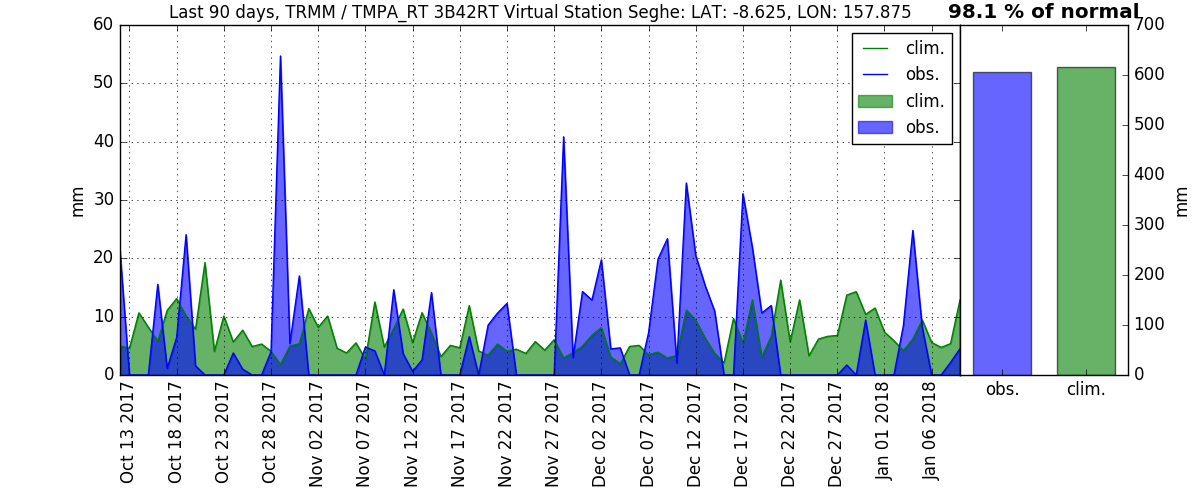 Last 90 days, TRMM / TMPA_RT 3B42RT Virtual Station Seghe: LAT: -8.625, LON: 157.875
98.1 % of normal
60
50
40
30
20
10
0
mm
clim.
obs.
clim.
obs.
Oct 13 2017
Oct 18 2017
Oct 23 2017
Oct 28 2017
Nov 02 2017
Nov 07 2017
Nov 12 2017
Nov 17 2017
Nov 22 2017
Nov 27 2017
Dec 02 2017
Dec 07 2017
Dec 12 2017
Dec 17 2017
Dec 22 2017
Dec 27 2017
Jan 01 2018
Jan 06 2018
700
600
500
400
300
200
100
0
mm
obs.
clim.